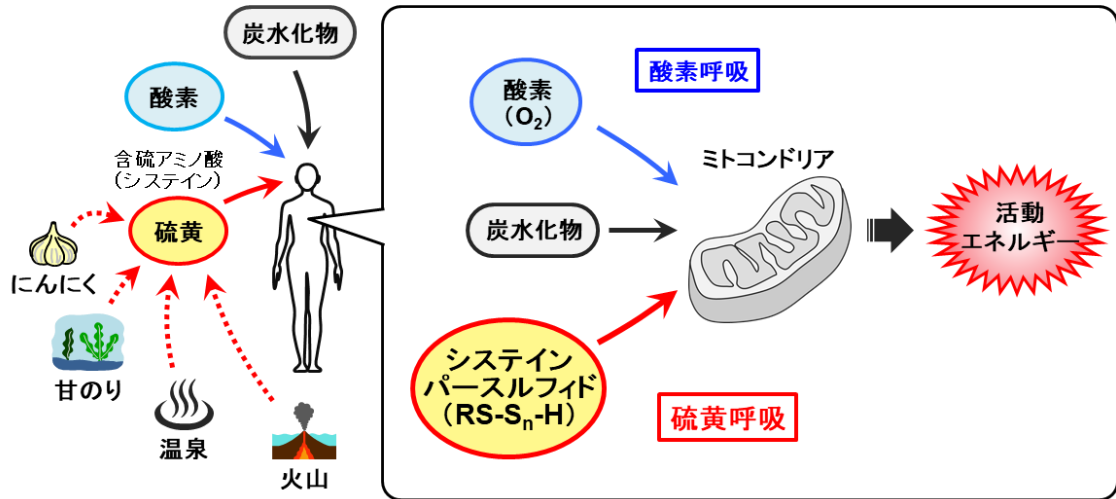 炭水化物
酸素
含硫アミノ酸
（システイン）
硫黄
にんにく
甘のり
温泉
火山
酸素
（O₂）
酸素呼吸
炭水化物
ミトコンドリア
活動
エネルギー
システイン
パースルフィド
（RS-Sₙ-H）
硫黄呼吸